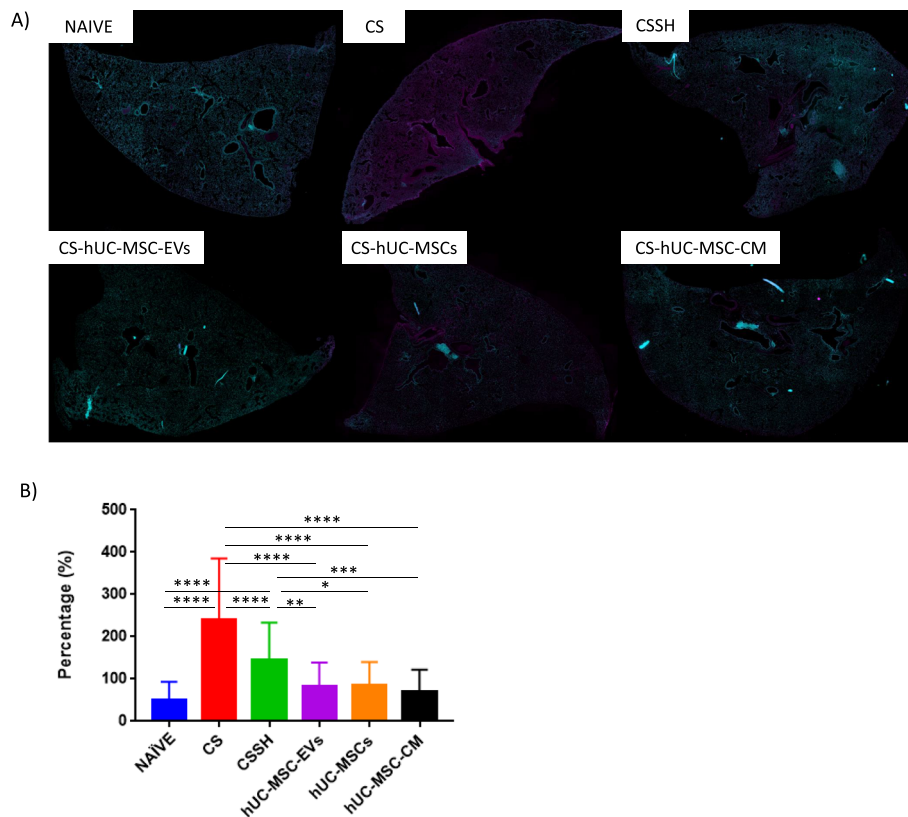 A)
NAIVE
CS
CSSH
CS-hUC-MSC-EVs
CS-hUC-MSCs
CS-hUC-MSC-CM
B)
Percentage (%)
500
400
300
200
100
0
****
****
****
***
****
*
****
****
**
NAÏVE
CS
CSSH
hUC-MSC-EVs
hUC-MSCs
hUC-MSC-CM